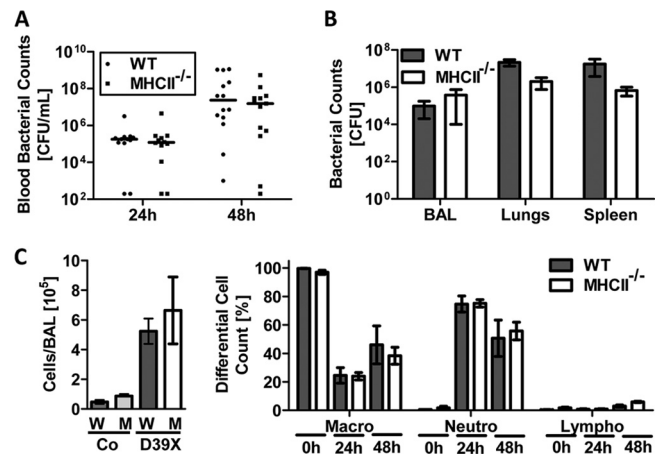 A
Blood Bacterial Counts
[CFU/mL]
10^10
10^8
10^6
10^4
10^2
WT
MHCII-/-
24h
48h
B
Bacterial Counts
[CFU]
10^8
10^6
10^4
10^2
10^0
WT
MHCII-/-
BAL
Lungs
Spleen
C
Cells/BAL [10^5]
10
8
6
4
2
0
W M W M
Co D39X
Differential Cell
Count [%]
100
80
60
40
20
0
WT
MHCII-/-
Macro Neutro Lympho
0h 24h 48h 0h 24h 48h 0h 24h 48h